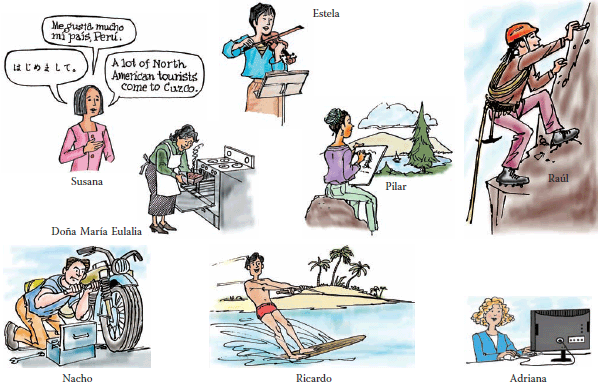 Me gusta mucho
mi país, Perú.
はじめまして。
A lot of North
American tourists
come to Cuzco.
Susana
Estela
Doña María Eulalia
Pilar
Raúl
Nacho
Ricardo
Adriana